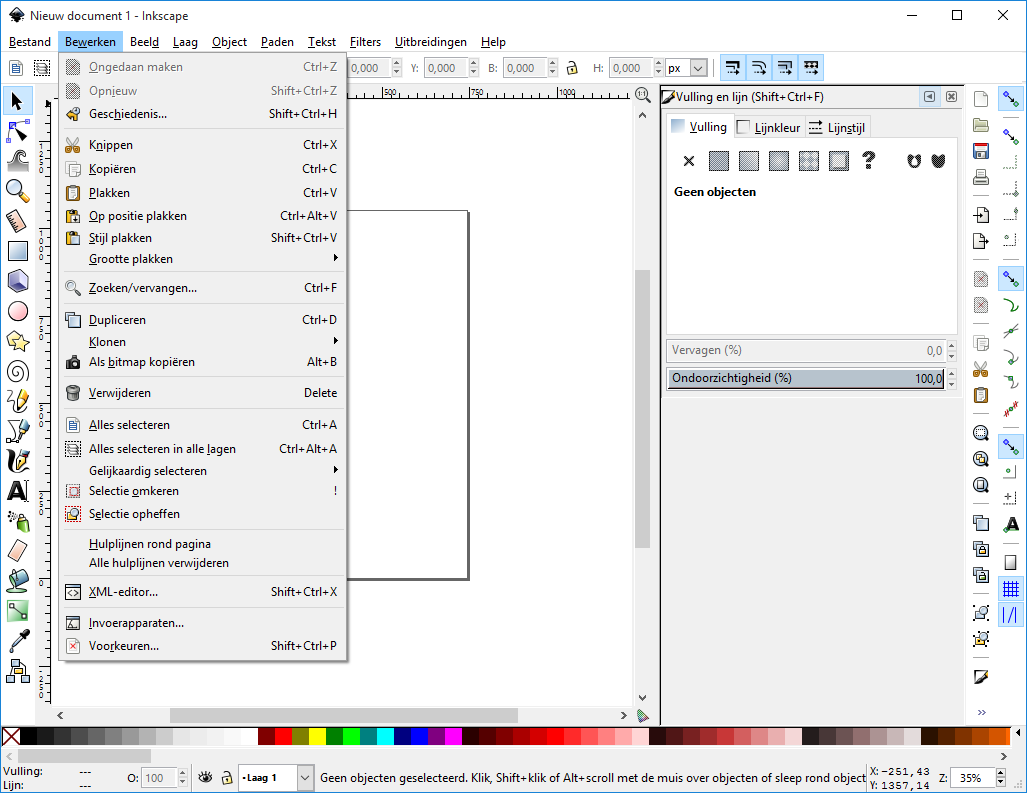 Nieuw document 1 - Inkscape
Bestand Bewerken Beeld Laag Object Paden Tekst Filters Uitbreidingen Help
0,000 Y: 0,000 B: 0,000 H: 0,000 px
Ongedaan maken Ctrl+Z
Opnieuw Shift+Ctrl+Z
Geschiedenis... Shift+Ctrl+H
Knippen Ctrl+X
Kopiëren Ctrl+C
Plakken Ctrl+V
Op positie plakken Ctrl+Alt+V
Stijl plakken Shift+Ctrl+V
Grootte plakken
Zoeken/vervangen... Ctrl+F
Dupliceren Ctrl+D
Klonen
Als bitmap kopiëren Alt+B
Verwijderen Delete
Alles selecteren Ctrl+A
Alles selecteren in alle lagen Ctrl+Alt+A
Gelijkaardig selecteren
Selectie omkeren !
Selectie opheffen
Hulplijnen rond pagina
Alle hulplijnen verwijderen
XML-editor... Shift+Ctrl+X
Invoerapparaten...
Voorkeuren... Shift+Ctrl+P
500 750 1000
1250
1000
750
500
250
0
-250
Vulling en lijn (Shift+Ctrl+F)
Vulling Lijnkleur Lijnstijl
Geen objecten
Vervagen (%) 0,0
Ondoorzichtigheid (%) 100,0
Vulling: ---
Lijn: ---
O: 100
•Laag 1
Geen objecten geselecteerd. Klik, Shift+klik of Alt+scroll met de muis over objecten of sleep rond object
X: -251,43
Y: 1357,14
Z: 35%